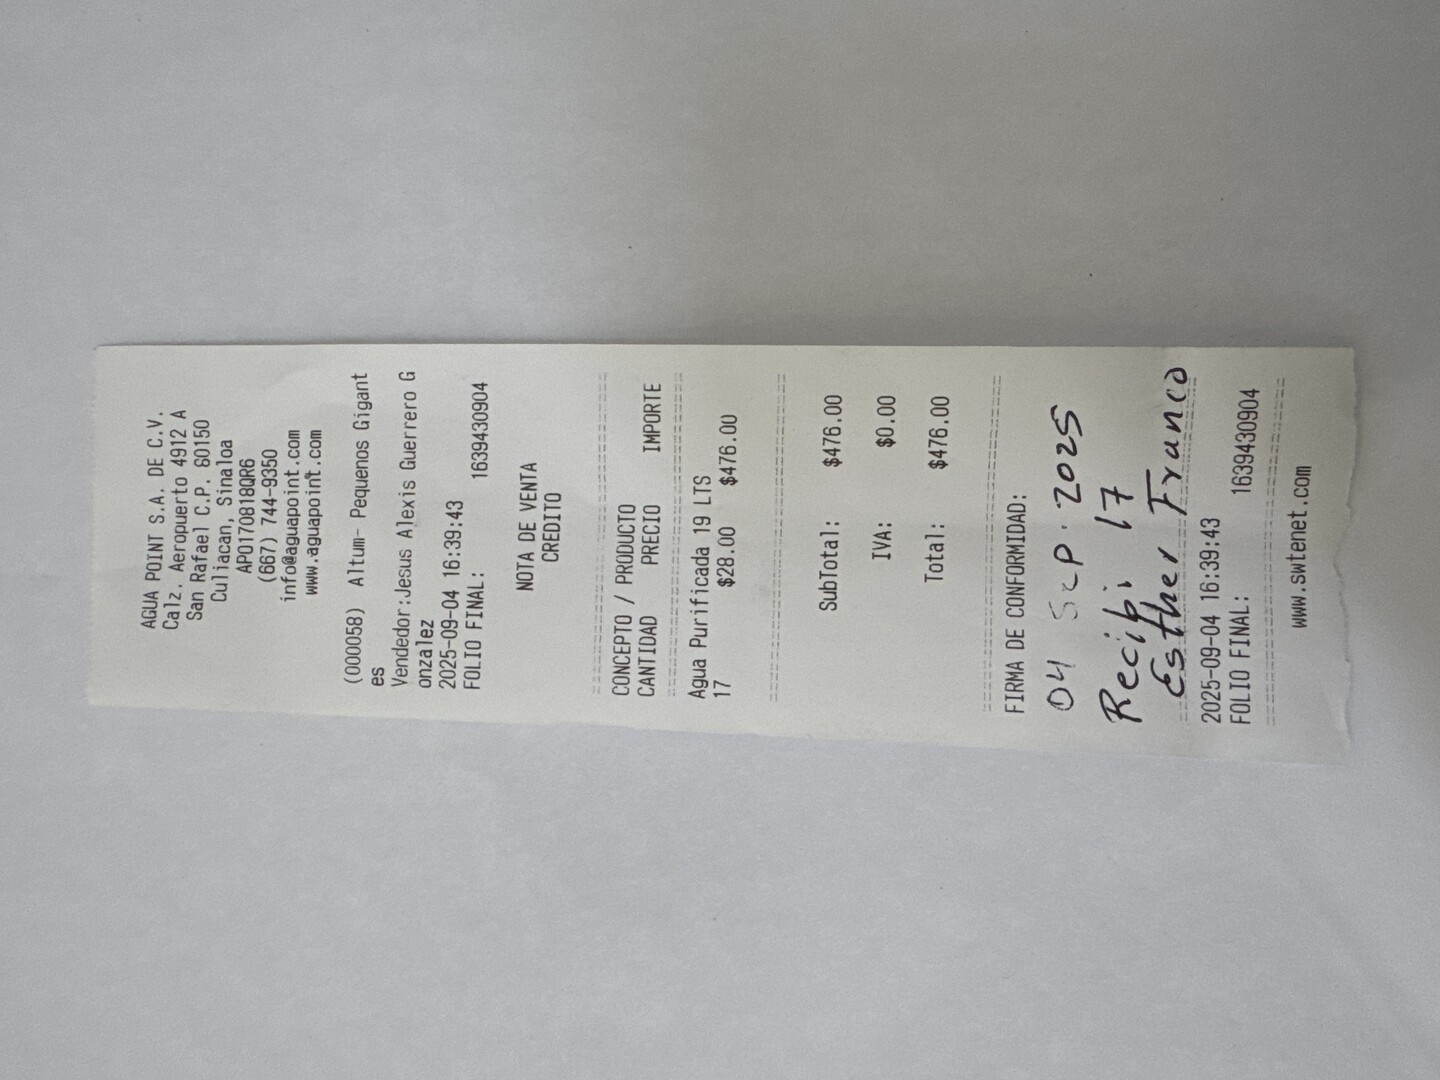 AGUA POINT S.A. DE C.V.
Calz. Aeropuerto 4912 A
San Rafael C.P. 80150
Culiacan, Sinaloa
APO170818QR6
(667) 744-9350
info@aguapoint.com
www.aguapoint.com
(000058) Altum- Pequenos Gigant
es
Vendedor:Jesus Alexis Guerrero G
onzalez
2025-09-04 16:39:43
FOLIO FINAL: 1639430904
NOTA DE VENTA
CREDITO
CONCEPTO / PRODUCTO
CANTIDAD PRECIO IMPORTE
Agua Purificada 19 LTS
17 $28.00 $476.00
SubTotal: $476.00
IVA: $0.00
Total: $476.00
FIRMA DE CONFORMIDAD:
04 SeP. 2025
Recibi 17
Esther Franco
2025-09-04 16:39:43
FOLIO FINAL: 1639430904
www.swtenet.com